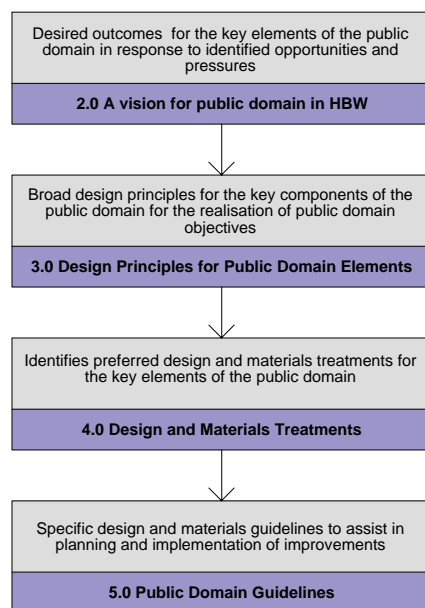 Desired outcomes for the key elements of the public
domain in response to identified opportunities and
pressures
2.0 A vision for public domain in HBW
Broad design principles for the key components of the
public domain for the realisation of public domain
objectives
3.0 Design Principles for Public Domain Elements
Identifies preferred design and materials treatments for
the key elements of the public domain
4.0 Design and Materials Treatments
Specific design and materials guidelines to assist in
planning and implementation of improvements
5.0 Public Domain Guidelines